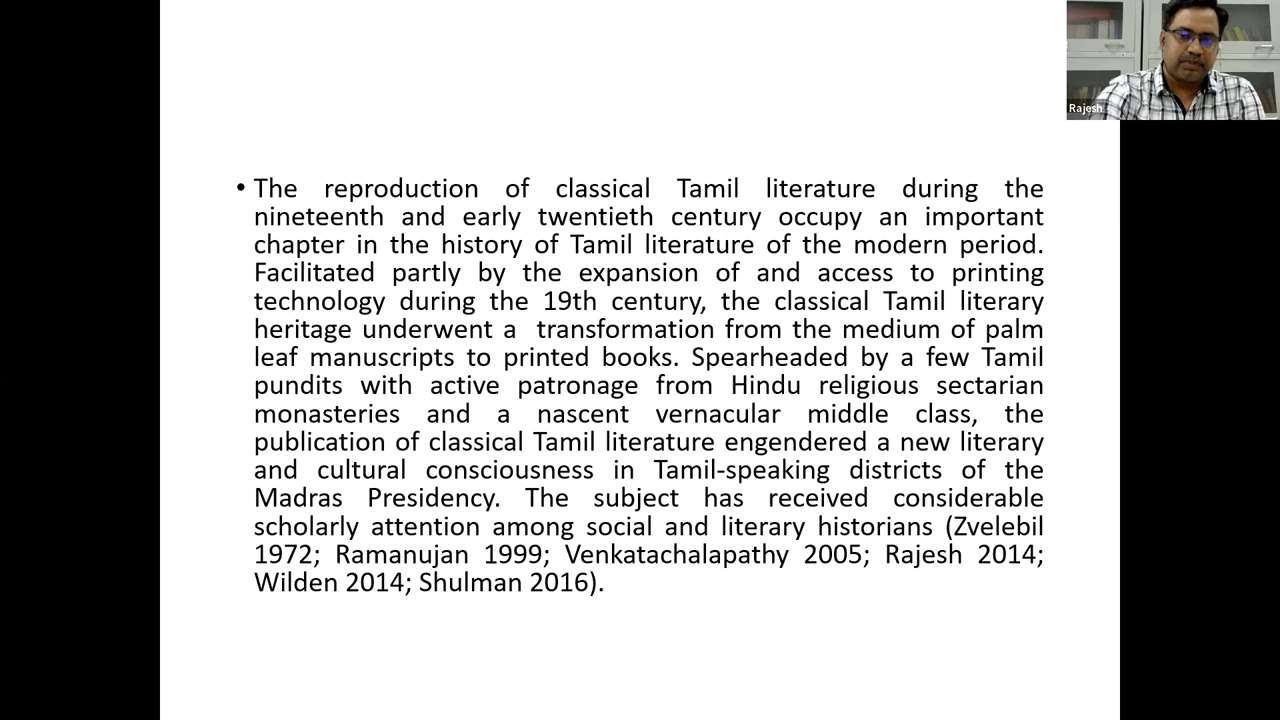 Rajesh
• The reproduction of classical Tamil literature during the
nineteenth and early twentieth century occupy an important
chapter in the history of Tamil literature of the modern period.
Facilitated partly by the expansion of and access to printing
technology during the 19th century, the classical Tamil literary
heritage underwent a transformation from the medium of palm
leaf manuscripts to printed books. Spearheaded by a few Tamil
pundits with active patronage from Hindu religious sectarian
monasteries and a nascent vernacular middle class, the
publication of classical Tamil literature engendered a new literary
and cultural consciousness in Tamil-speaking districts of the
Madras Presidency. The subject has received considerable
scholarly attention among social and literary historians (Zvelebil
1972; Ramanujan 1999; Venkatachalapathy 2005; Rajesh 2014;
Wilden 2014; Shulman 2016).